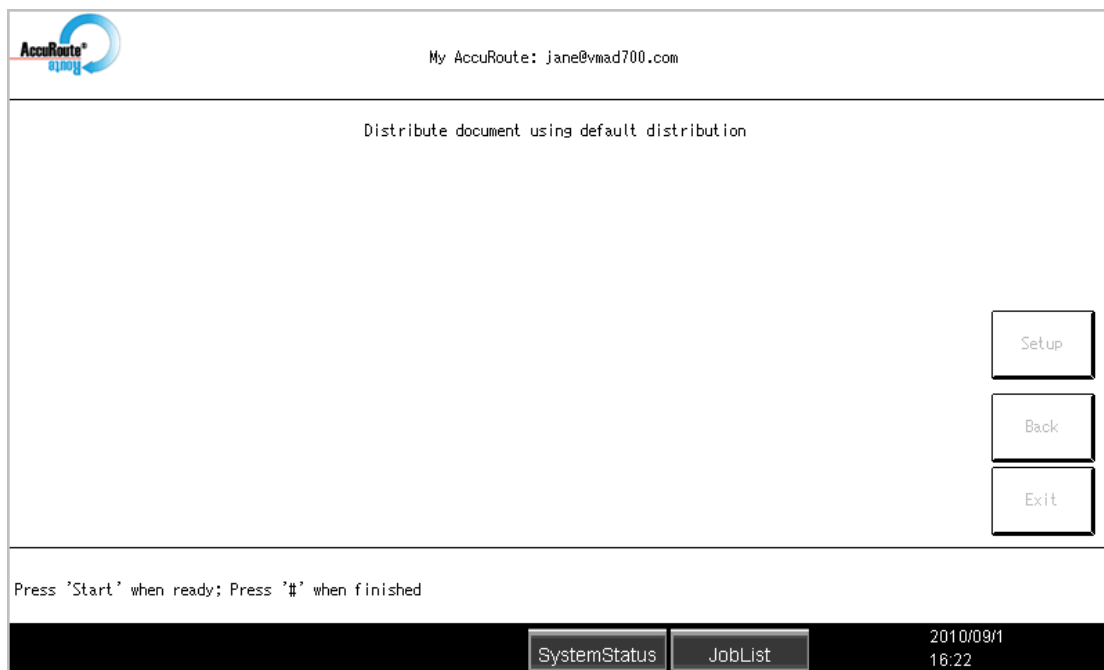 AccuRoute®
Route
My AccuRoute: jane@vmad700.com
Distribute document using default distribution
Setup
Back
Exit
Press 'Start' when ready; Press '#' when finished
SystemStatus
JobList
2010/09/1
16:22